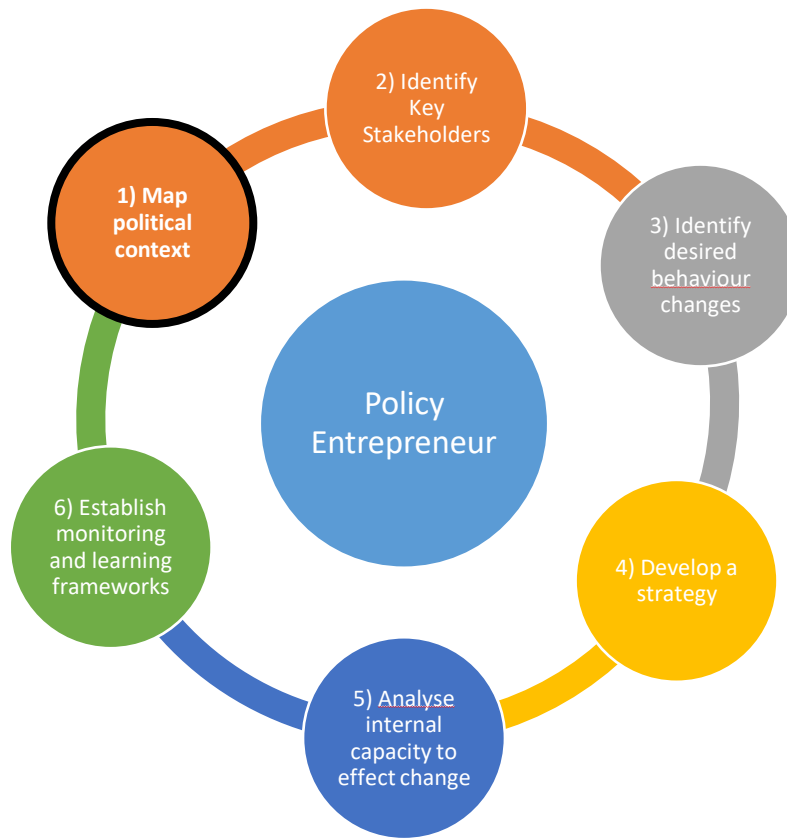 1) Map
political
context
2) Identify
Key
Stakeholders
3) Identify
desired
behaviour
changes
4) Develop a
strategy
5) Analyse
internal
capacity to
effect change
6) Establish
monitoring
and learning
frameworks
Policy
Entrepreneur